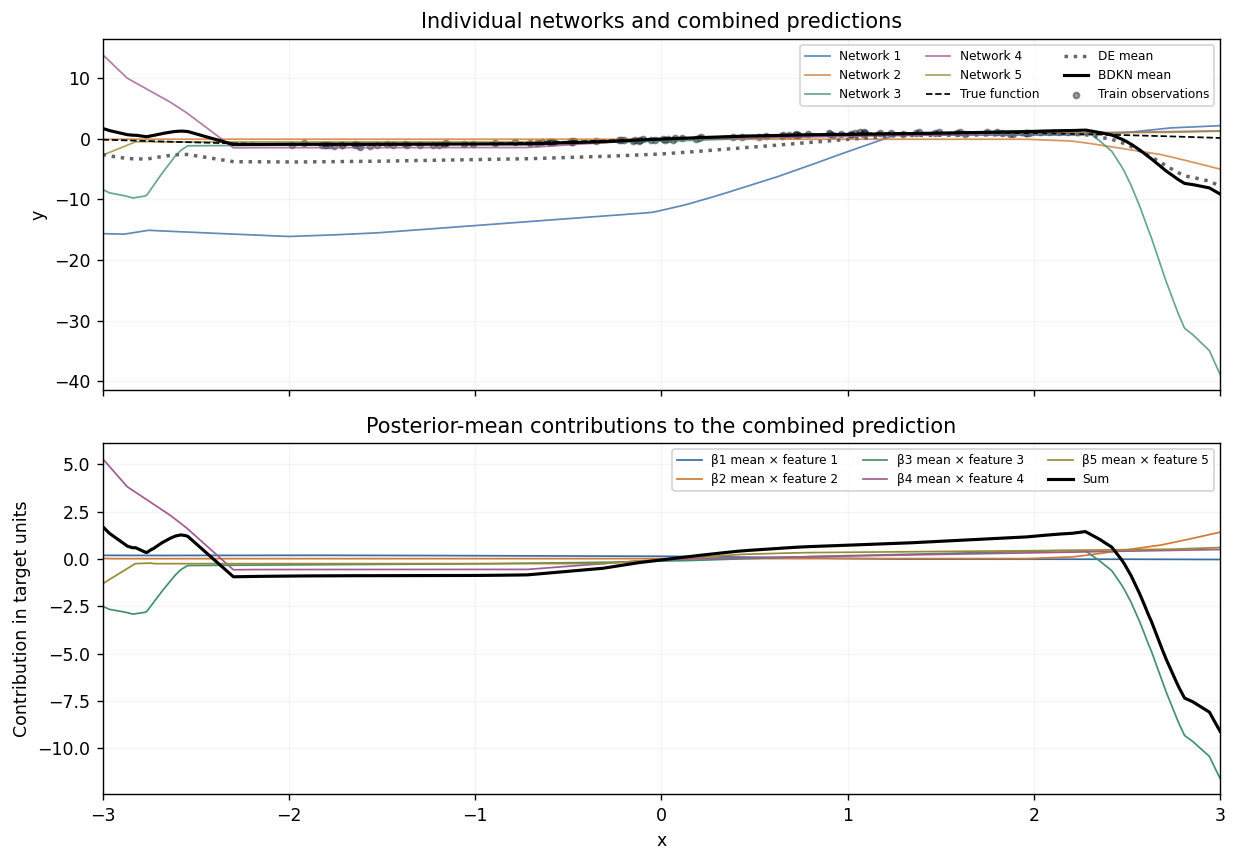 Individual networks and combined predictions
10
0
−10
−20
−30
−40
y
Network 1
Network 2
Network 3
Network 4
Network 5
True function
DE mean
BDKN mean
Train observations
Posterior-mean contributions to the combined prediction
5.0
2.5
0.0
−2.5
−5.0
−7.5
−10.0
Contribution in target units
β1 mean × feature 1
β2 mean × feature 2
β3 mean × feature 3
β4 mean × feature 4
β5 mean × feature 5
Sum
−3 −2 −1 0 1 2 3
x